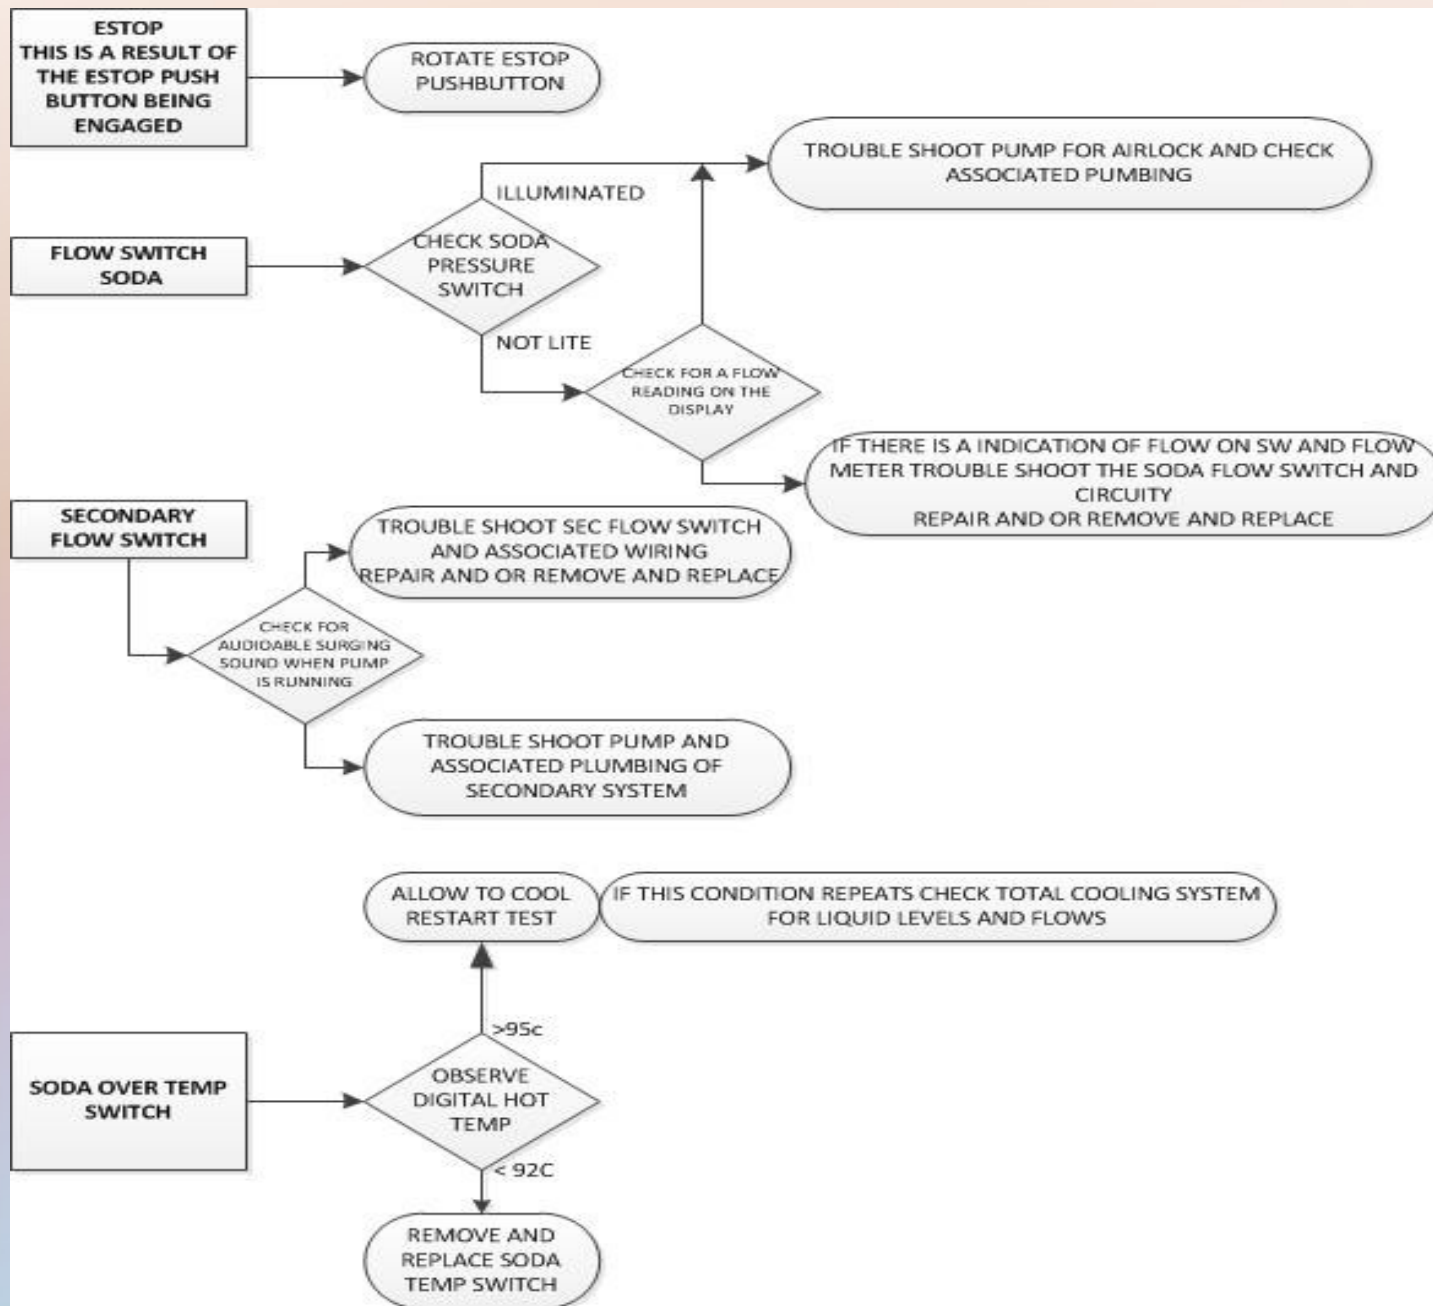 ESTOP
THIS IS A RESULT OF
THE ESTOP PUSH
BUTTON BEING
ENGAGED
ROTATE ESTOP
PUSHBUTTON
TROUBLE SHOOT PUMP FOR AIRLOCK AND CHECK
ASSOCIATED PUMBING
ILLUMINATED
FLOW SWITCH
SODA
CHECK SODA
PRESSURE
SWITCH
NOT LITE
CHECK FOR A FLOW
READING ON THE
DISPLAY
IF THERE IS A INDICATION OF FLOW ON SW AND FLOW
METER TROUBLE SHOOT THE SODA FLOW SWITCH AND
CIRCUITY
REPAIR AND OR REMOVE AND REPLACE
SECONDARY
FLOW SWITCH
TROUBLE SHOOT SEC FLOW SWITCH
AND ASSOCIATED WIRING
REPAIR AND OR REMOVE AND REPLACE
CHECK FOR
AUDIOABLE SURGING
SOUND WHEN PUMP
IS RUNNING
TROUBLE SHOOT PUMP AND
ASSOCIATED PLUMBING OF
SECONDARY SYSTEM
ALLOW TO COOL
RESTART TEST
IF THIS CONDITION REPEATS CHECK TOTAL COOLING SYSTEM
FOR LIQUID LEVELS AND FLOWS
>95c
SODA OVER TEMP
SWITCH
OBSERVE
DIGITAL HOT
TEMP
< 92C
REMOVE AND
REPLACE SODA
TEMP SWITCH